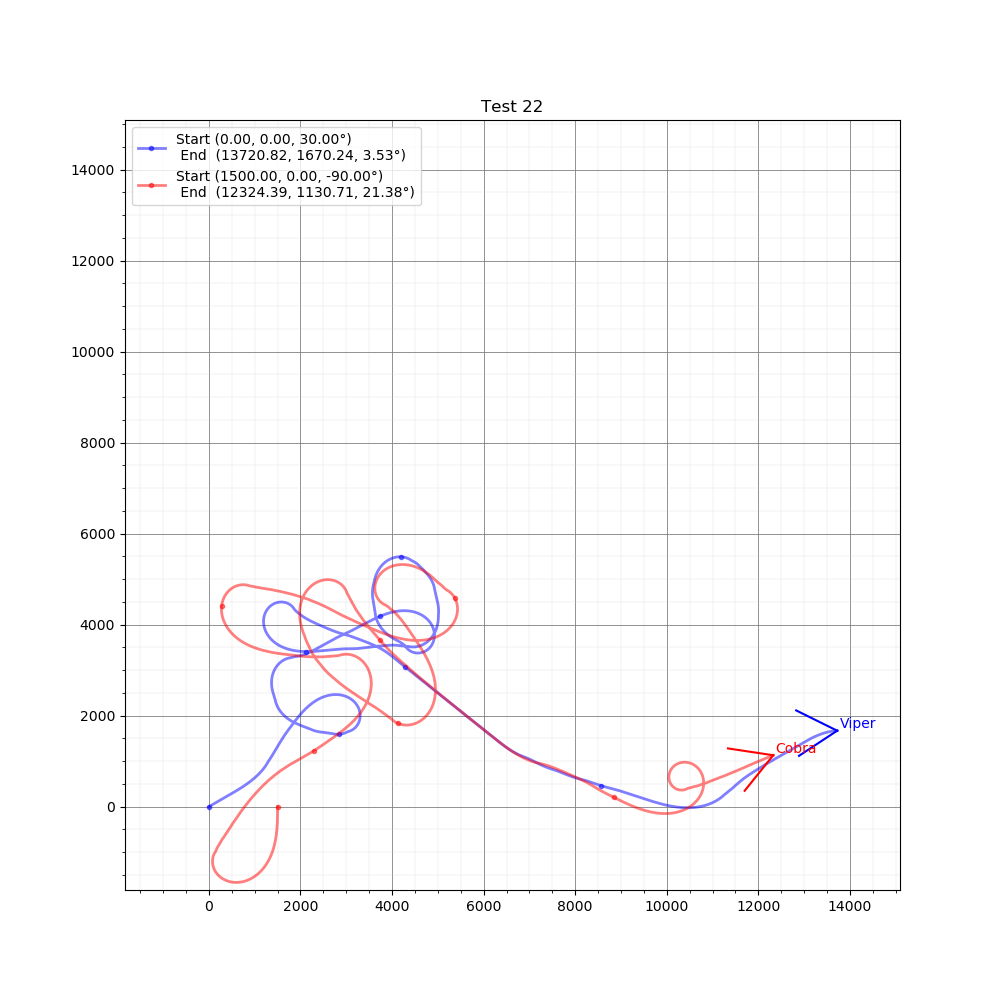 Test 22
Start (0.00, 0.00, 30.00°)
End  (13720.82, 1670.24, 3.53°)
Start (1500.00, 0.00, -90.00°)
End  (12324.39, 1130.71, 21.38°)
14000
12000
10000
8000
6000
4000
2000
0
Viper
Cobra
0 2000 4000 6000 8000 10000 12000 14000